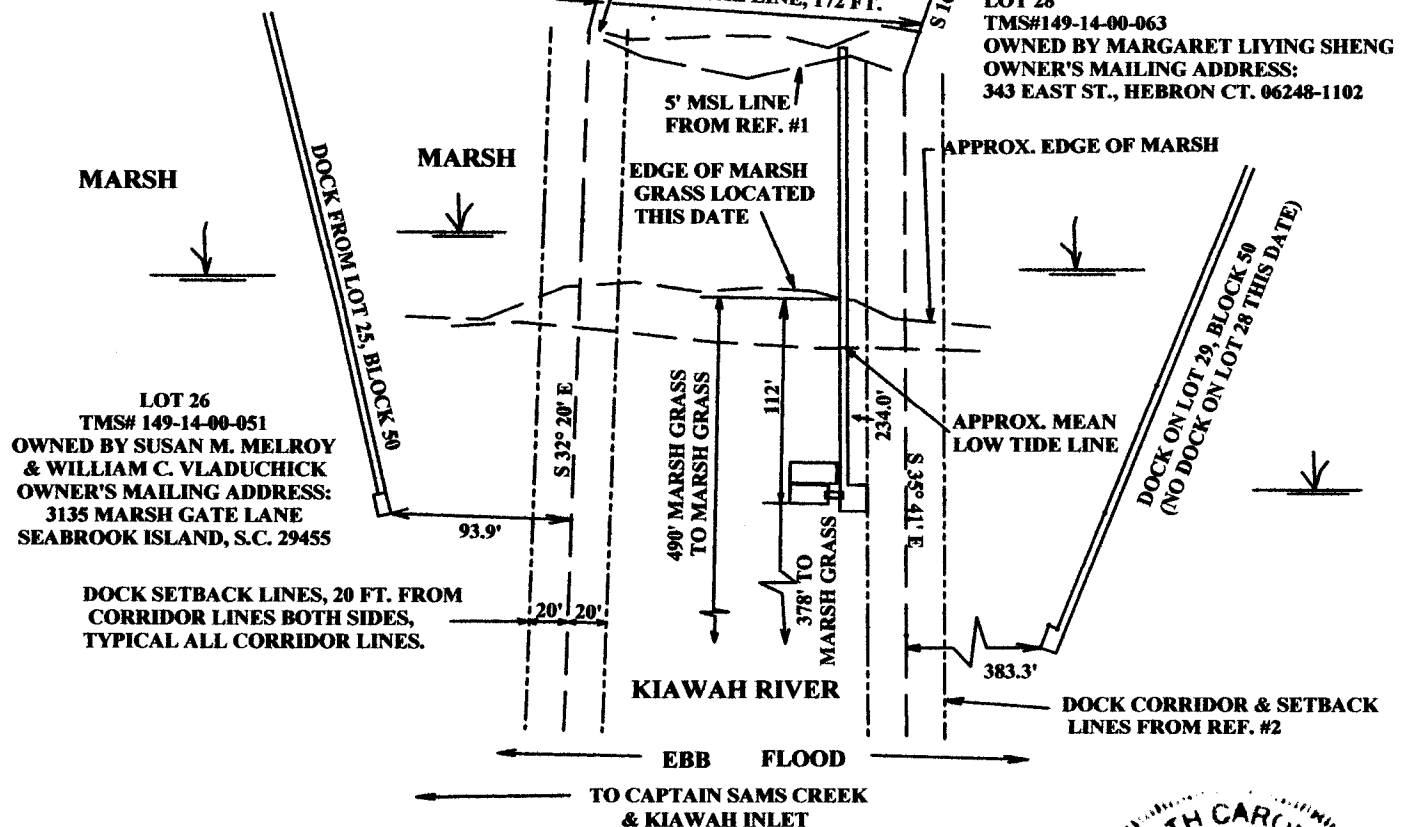 LINE, 172 FT.
LOT 28
TMS#149-14-00-063
OWNED BY MARGARET LIYING SHENG
OWNER'S MAILING ADDRESS:
343 EAST ST., HEBRON CT. 06248-1102
5' MSL LINE
FROM REF. #1
APPROX. EDGE OF MARSH
MARSH
MARSH
EDGE OF MARSH
GRASS LOCATED
THIS DATE
DOCK FROM LOT 25, BLOCK 50
DOCK ON LOT 29, BLOCK 50
(NO DOCK ON LOT 28 THIS DATE)
LOT 26
TMS# 149-14-00-051
OWNED BY SUSAN M. MELROY
& WILLIAM C. VLADUCHICK
OWNER'S MAILING ADDRESS:
3135 MARSH GATE LANE
SEABROOK ISLAND, S.C. 29455
S 32° 20' E
490' MARSH GRASS
TO MARSH GRASS
112'
234.0'
APPROX. MEAN
LOW TIDE LINE
S 35° 41' E
93.9'
378' TO
MARSH GRASS
DOCK SETBACK LINES, 20 FT. FROM
CORRIDOR LINES BOTH SIDES,
TYPICAL ALL CORRIDOR LINES.
20'
20'
383.3'
KIAWAH RIVER
DOCK CORRIDOR & SETBACK
LINES FROM REF. #2
EBB FLOOD
TO CAPTAIN SAMS CREEK
& KIAWAH INLET
TH CARO